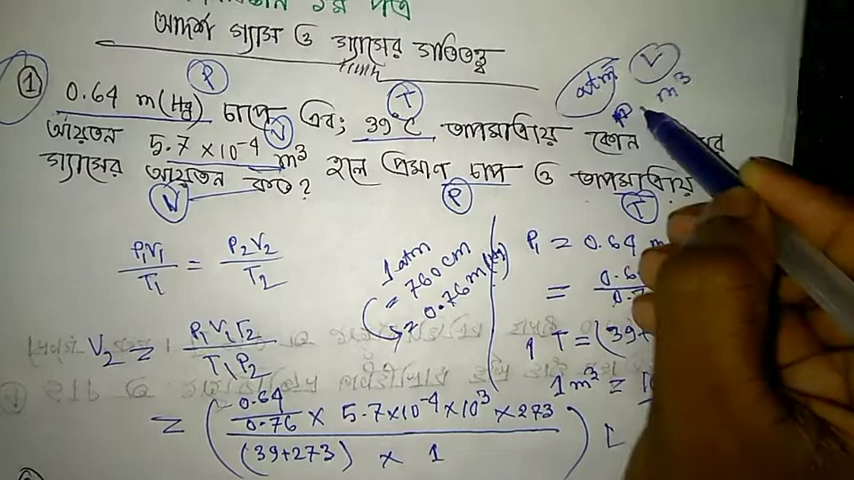 ১ম পত্র
আদর্শ গ্যাস ও গ্যাসের গতিতত্ত্ব
① 0.64 m(Hg) চাপে এবং 39°C তাপমাত্রায় কোন
P T V atm V P m³
আয়তন 5.7 × 10⁻⁴ m³ হলে প্রমাণ চাপ ও তাপমাত্রায়
গ্যাসের আয়তন কত?
V P T
P₁V₁/T₁ = P₂V₂/T₂
1 atm
= 760 cm
= 0.76 m(Hg)
P₁ = 0.64 m
=
V₂ = P₁V₁T₂/T₁P₂
T = (39+
1 m³ =
= (0.64/0.76 × 5.7×10⁻⁴×10³ × 273 / (39+273) × 1) L